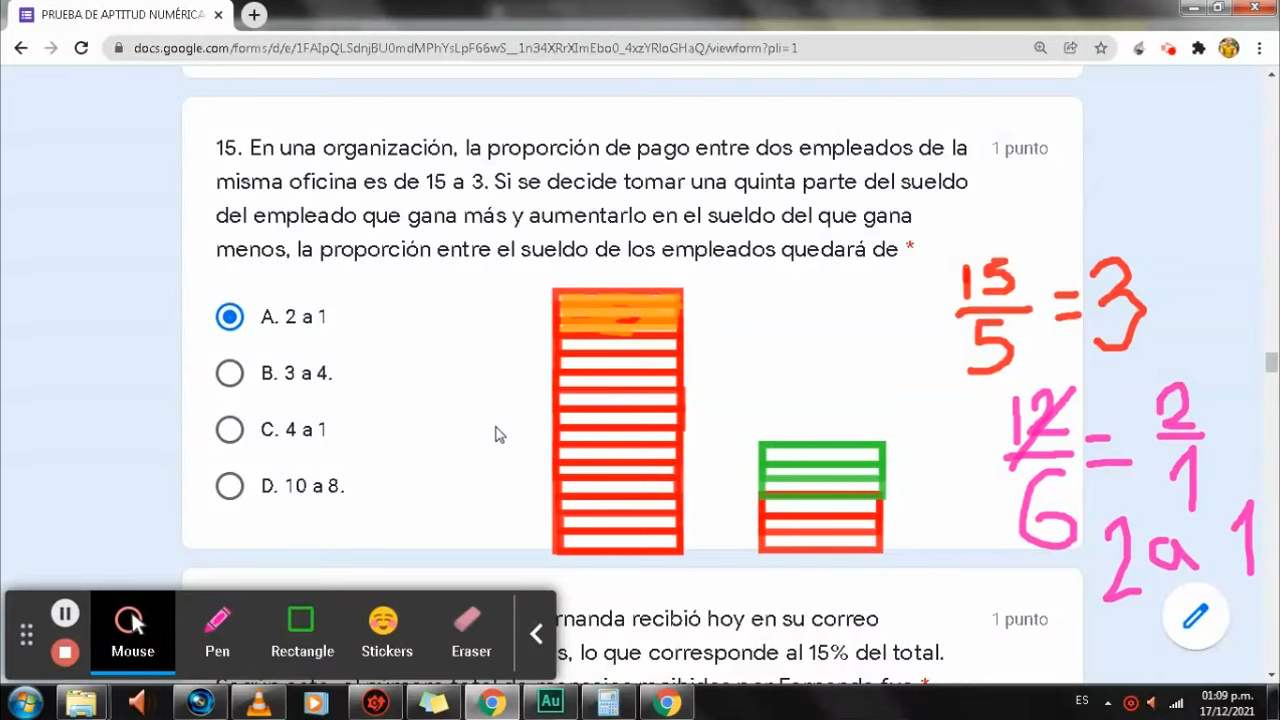 PRUEBA DE APTITUD NUMÉRICA
docs.google.com/forms/d/e/1FAIpQLSdnjBU0mdMPhYsLpF66wS__1n34XRrXImEbo0_4xzYRloGHaQ/viewform?pli=1
15. En una organización, la proporción de pago entre dos empleados de la
1 punto
misma oficina es de 15 a 3. Si se decide tomar una quinta parte del sueldo
del empleado que gana más y aumentarlo en el sueldo del que gana
menos, la proporción entre el sueldo de los empleados quedará de *
A. 2 a 1
B. 3 a 4.
C. 4 a 1
D. 10 a 8.
15/5 = 3
12/6 = 2/1
2 a 1
rnanda recibió hoy en su correo
1 punto
s, lo que corresponde al 15% del total.
Mouse
Pen
Rectangle
Stickers
Eraser
Au
ES
01:09 p.m.
17/12/2021